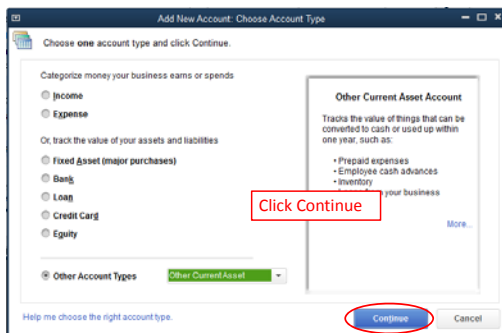 Add New Account: Choose Account Type
Choose one account type and click Continue.
Categorize money your business earns or spends
Income
Expense
Or, track the value of your assets and liabilities
Fixed Asset (major purchases)
Bank
Loan
Credit Card
Equity
Other Account Types
Other Current Asset
Other Current Asset Account
Tracks the value of things that can be
converted to cash or used up within
one year, such as:
• Prepaid expenses
• Employee cash advances
• Inventory
your business
Click Continue
More...
Help me choose the right account type.
Continue
Cancel